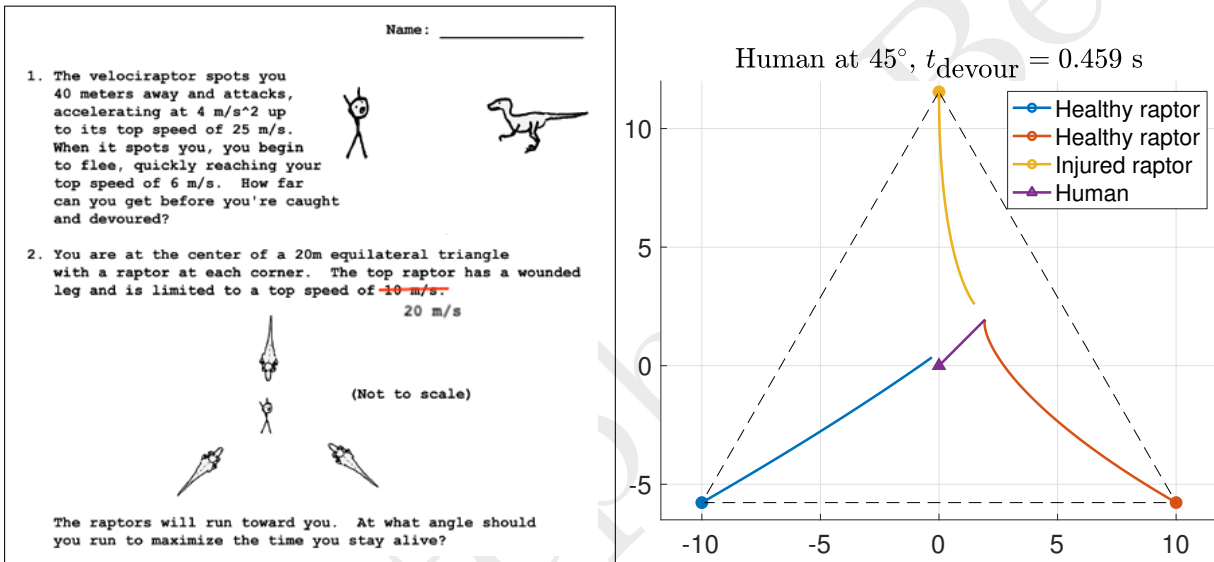 Name:
1. The velociraptor spots you
40 meters away and attacks,
accelerating at 4 m/s^2 up
to its top speed of 25 m/s.
When it spots you, you begin
to flee, quickly reaching your
top speed of 6 m/s. How far
can you get before you're caught
and devoured?
2. You are at the center of a 20m equilateral triangle
with a raptor at each corner. The top raptor has a wounded
leg and is limited to a top speed of 10 m/s.
20 m/s
(Not to scale)
The raptors will run toward you. At what angle should
you run to maximize the time you stay alive?
Human at 45°, t_devour = 0.459 s
Healthy raptor
Healthy raptor
Injured raptor
Human
10
5
0
-5
-10 -5 0 5 10